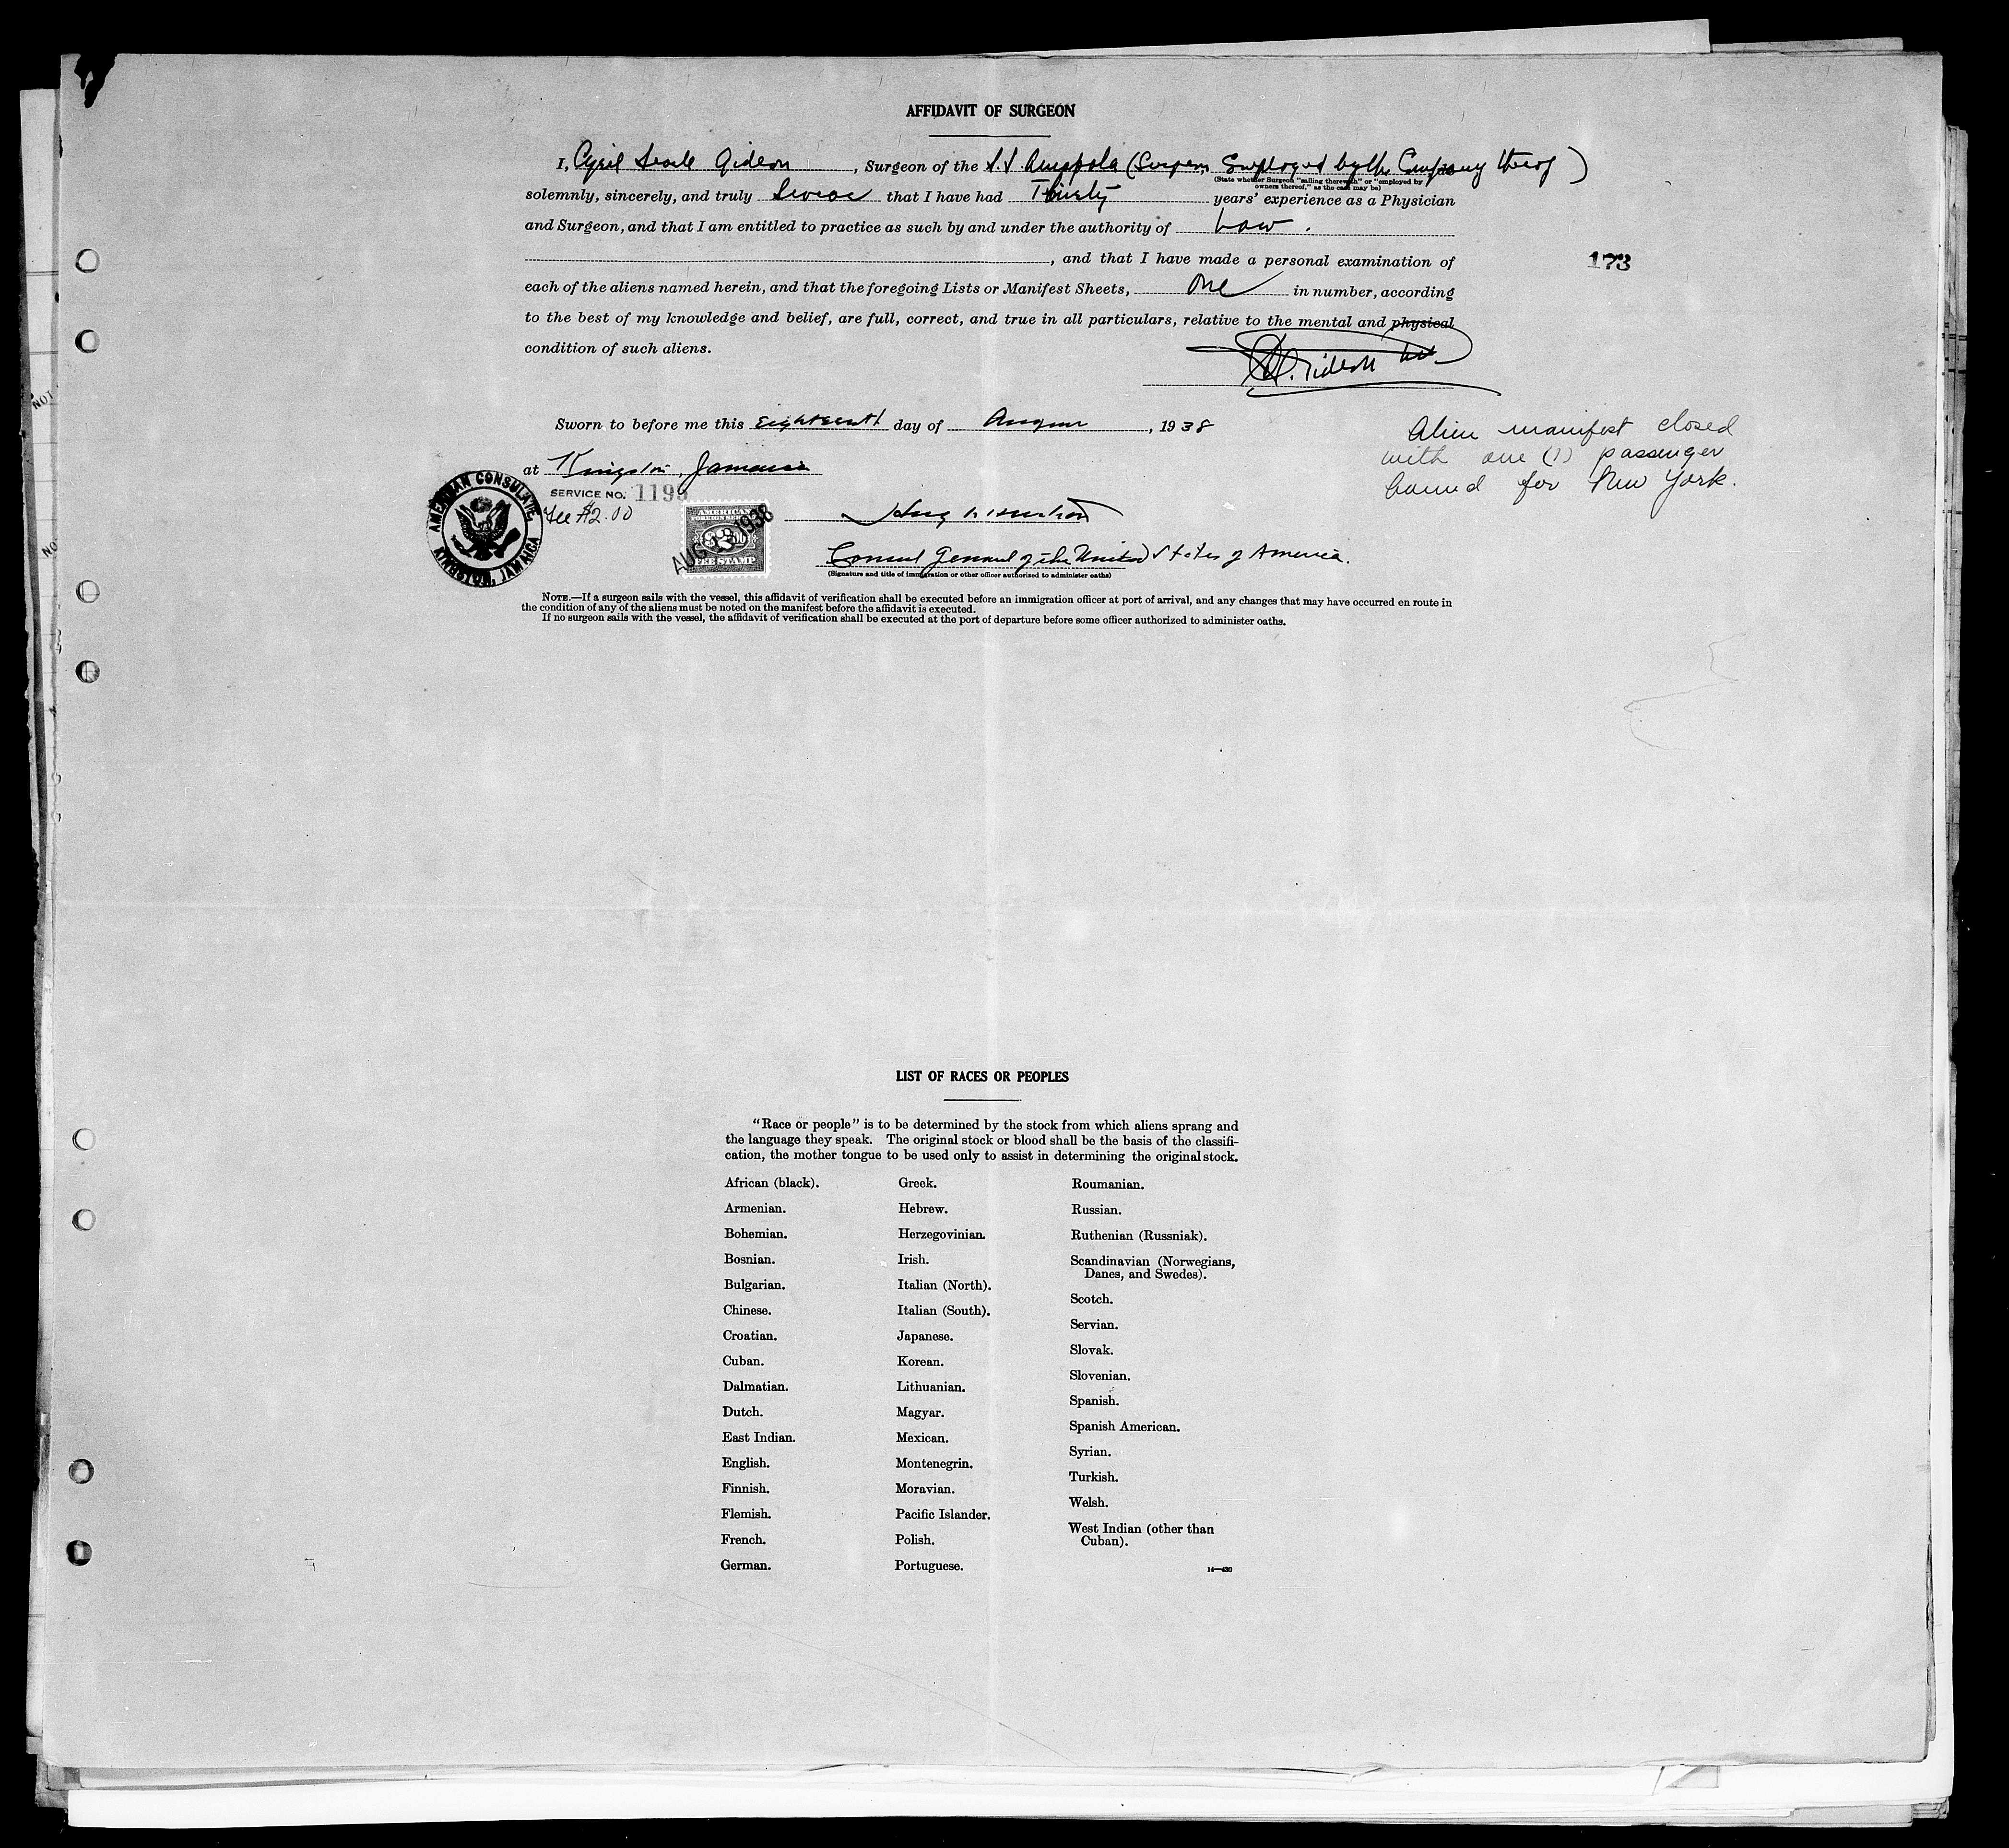 AFFIDAVIT OF SURGEON
I, Cyril Gideon, Surgeon of the S.S. (Surgeon Employed by the Company thereof)
(State whether Surgeon "sailing therewith" or "employed by owners thereof," as the case may be)
solemnly, sincerely, and truly swear that I have had Thirty years' experience as a Physician
and Surgeon, and that I am entitled to practice as such by and under the authority of Law.
, and that I have made a personal examination of
173
each of the aliens named herein, and that the foregoing Lists or Manifest Sheets, one in number, according
to the best of my knowledge and belief, are full, correct, and true in all particulars, relative to the mental and physical
condition of such aliens.
Gideon
Sworn to before me this eighteenth day of August, 1938
at Kingston, Jamaica
Alien manifest closed
with one (1) passenger
bound for New York.
AMERICAN CONSULATE, KINGSTON, JAMAICA
SERVICE NO. 1199
Fee $2.00
AMERICAN
FOREIGN SERVICE
$2
FEE STAMP
AUG 18 1938
Consul General of the United States of America.
(Signature and title of immigration or other officer authorized to administer oaths)
NOTE.—If a surgeon sails with the vessel, this affidavit of verification shall be executed before an immigration officer at port of arrival, and any changes that may have occurred en route in
the condition of any of the aliens must be noted on the manifest before the affidavit is executed.
If no surgeon sails with the vessel, the affidavit of verification shall be executed at the port of departure before some officer authorized to administer oaths.
LIST OF RACES OR PEOPLES
"Race or people" is to be determined by the stock from which aliens sprang and
the language they speak. The original stock or blood shall be the basis of the classifi-
cation, the mother tongue to be used only to assist in determining the original stock.
African (black).
Armenian.
Bohemian.
Bosnian.
Bulgarian.
Chinese.
Croatian.
Cuban.
Dalmatian.
Dutch.
East Indian.
English.
Finnish.
Flemish.
French.
German.
Greek.
Hebrew.
Herzegovinian.
Irish.
Italian (North).
Italian (South).
Japanese.
Korean.
Lithuanian.
Magyar.
Mexican.
Montenegrin.
Moravian.
Pacific Islander.
Polish.
Portuguese.
Roumanian.
Russian.
Ruthenian (Russniak).
Scandinavian (Norwegians,
Danes, and Swedes).
Scotch.
Servian.
Slovak.
Slovenian.
Spanish.
Spanish American.
Syrian.
Turkish.
Welsh.
West Indian (other than
Cuban).
14—430